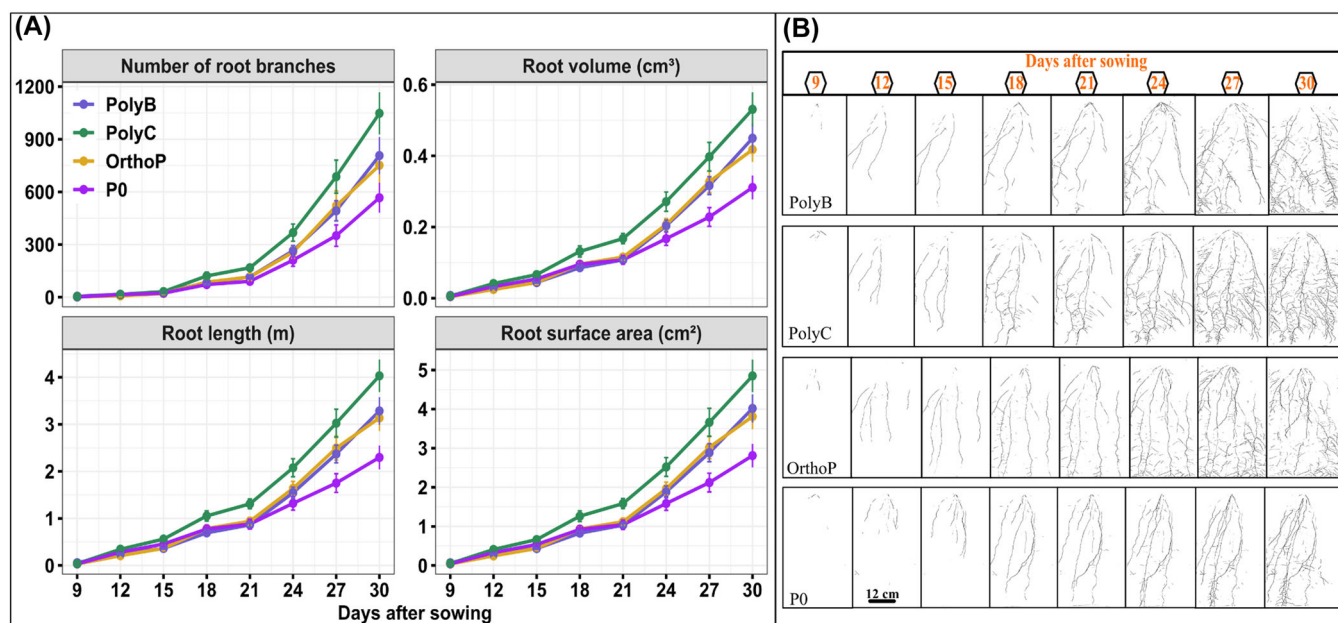 (A)
Number of root branches
Root volume (cm³)
1200
900
600
300
0
PolyB
PolyC
OrthoP
P0
0.6
0.4
0.2
0.0
Root length (m)
Root surface area (cm²)
4
3
2
1
0
5
4
3
2
1
0
9 12 15 18 21 24 27 30
9 12 15 18 21 24 27 30
Days after sowing
(B)
Days after sowing
9 12 15 18 21 24 27 30
PolyB
PolyC
OrthoP
P0
12 cm